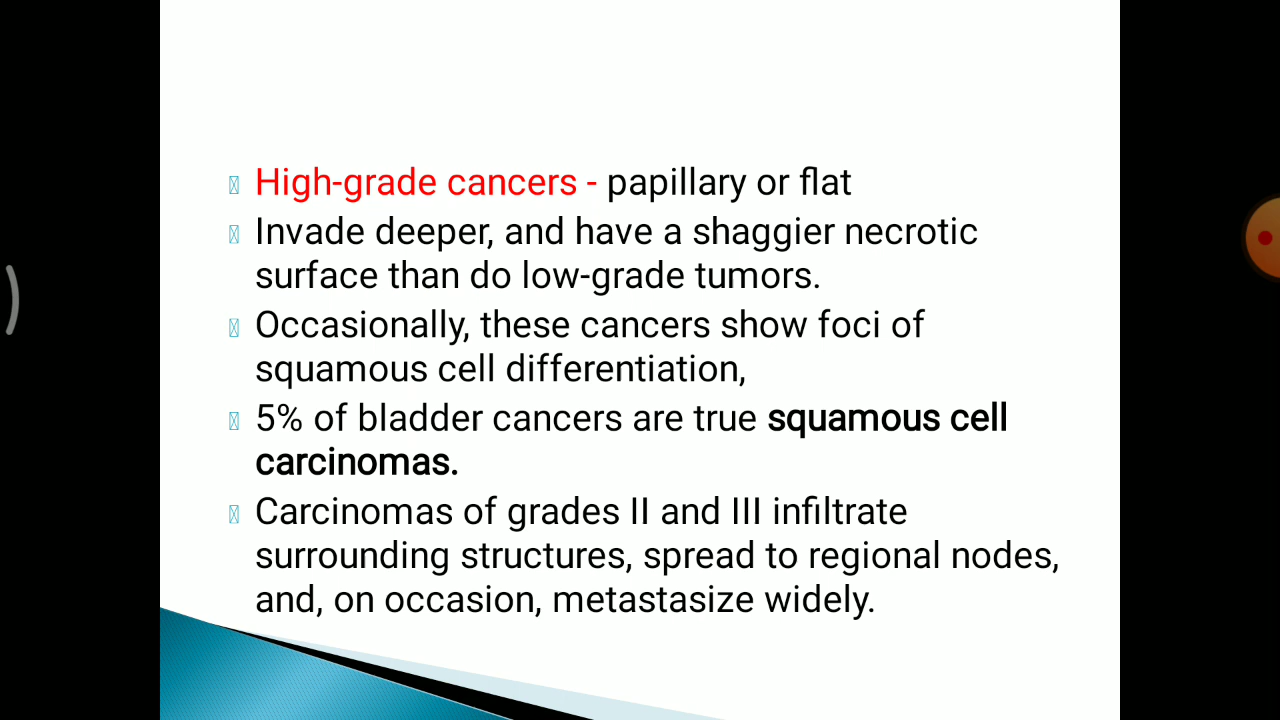 High-grade cancers - papillary or flat
Invade deeper, and have a shaggier necrotic
surface than do low-grade tumors.
Occasionally, these cancers show foci of
squamous cell differentiation,
5% of bladder cancers are true squamous cell
carcinomas.
Carcinomas of grades II and III infiltrate
surrounding structures, spread to regional nodes,
and, on occasion, metastasize widely.